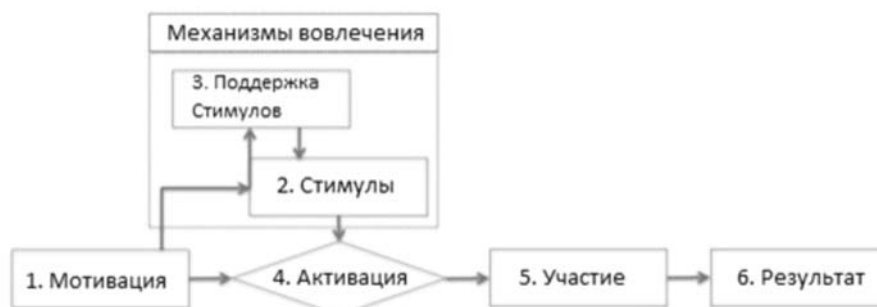 Механизмы вовлечения
3. Поддержка
Стимулов
2. Стимулы
1. Мотивация
4. Активация
5. Участие
6. Результат